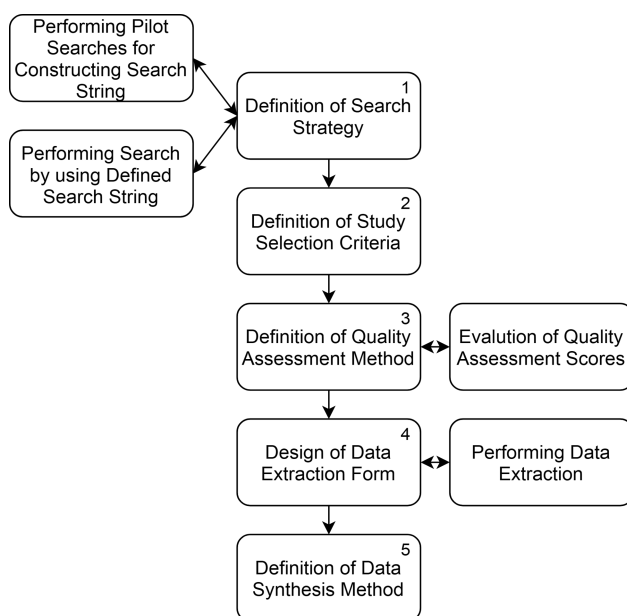 Performing Pilot
Searches for
Constructing Search
String
1
Definition of Search
Strategy
Performing Search
by using Defined
Search String
2
Definition of Study
Selection Criteria
3
Definition of Quality
Assessment Method
Evalution of Quality
Assessment Scores
4
Design of Data
Extraction Form
Performing Data
Extraction
5
Definition of Data
Synthesis Method